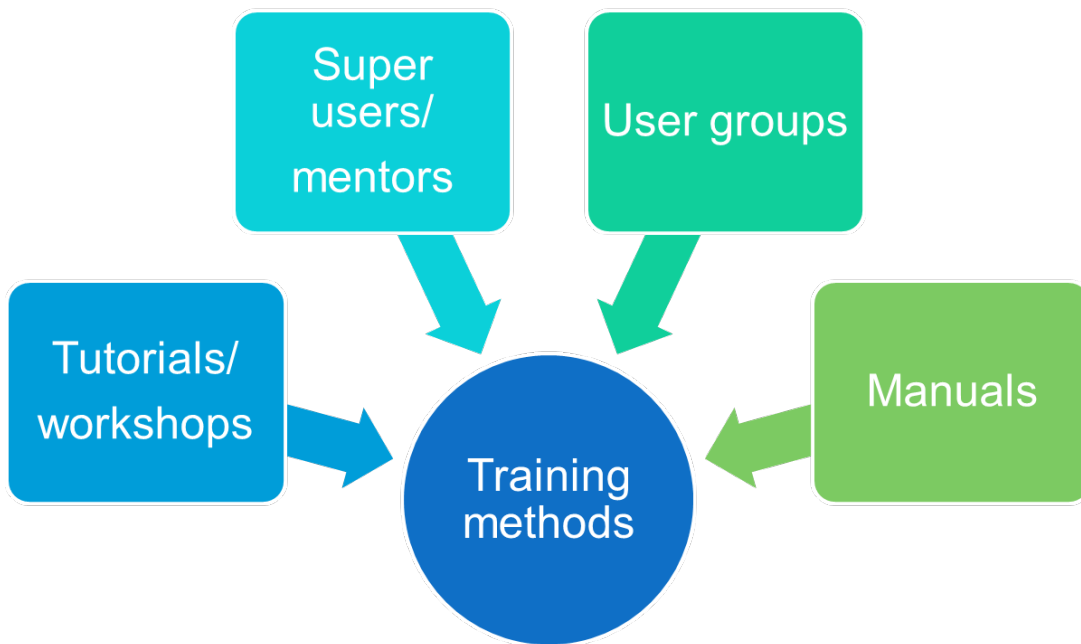 Super
users/
mentors
User groups
Tutorials/
workshops
Manuals
Training
methods